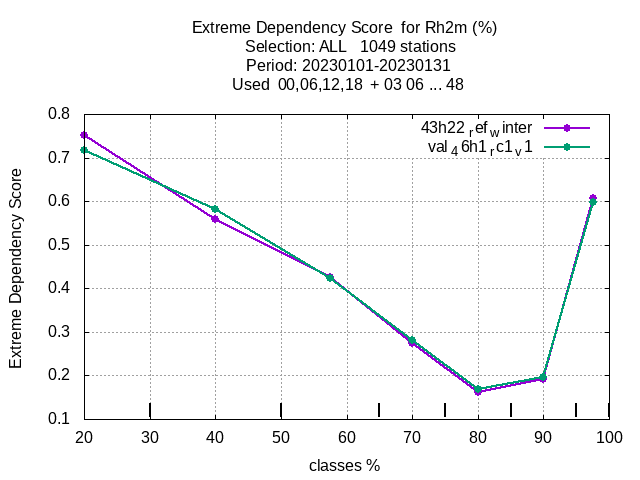 Extreme Dependency Score for Rh2m (%)
Selection: ALL 1049 stations
Period: 20230101-20230131
Used 00,06,12,18 + 03 06 ... 48
43h22 ref winter
val 4 6h1 r c1 v 1
Extreme Dependency Score
0.8
0.7
0.6
0.5
0.4
0.3
0.2
0.1
20 30 40 50 60 70 80 90 100
classes %